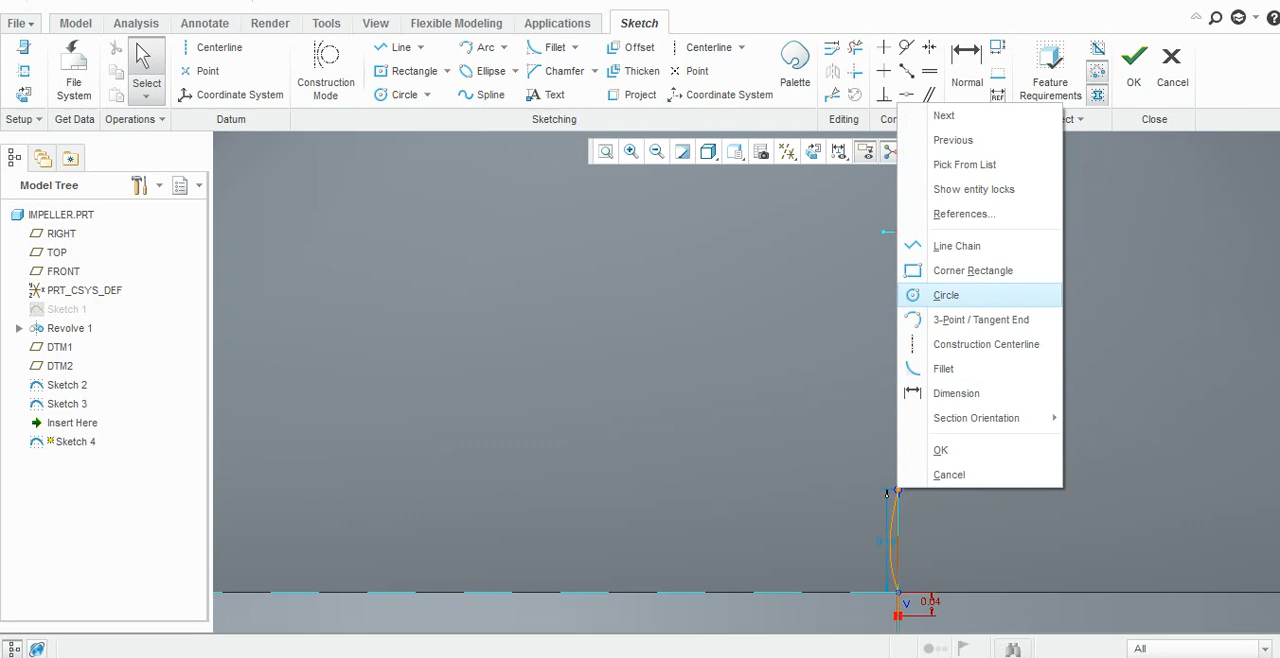 File Model Analysis Annotate Render Tools View Flexible Modeling Applications Sketch
Centerline Line Arc Fillet Offset Centerline
Point Rectangle Ellipse Chamfer Thicken Point
File System Select Coordinate System Construction Mode Circle Spline Text Project Coordinate System Palette Normal REF Feature Requirements OK Cancel
Setup Get Data Operations Datum Sketching Editing Con ect Close
Next
Previous
Pick From List
Show entity locks
References...
Line Chain
Corner Rectangle
Circle
3-Point / Tangent End
Construction Centerline
Fillet
Dimension
Section Orientation
OK
Cancel
Model Tree
IMPELLER.PRT
RIGHT
TOP
FRONT
PRT_CSYS_DEF
Sketch 1
Revolve 1
DTM1
DTM2
Sketch 2
Sketch 3
Insert Here
Sketch 4
V 0.04
All